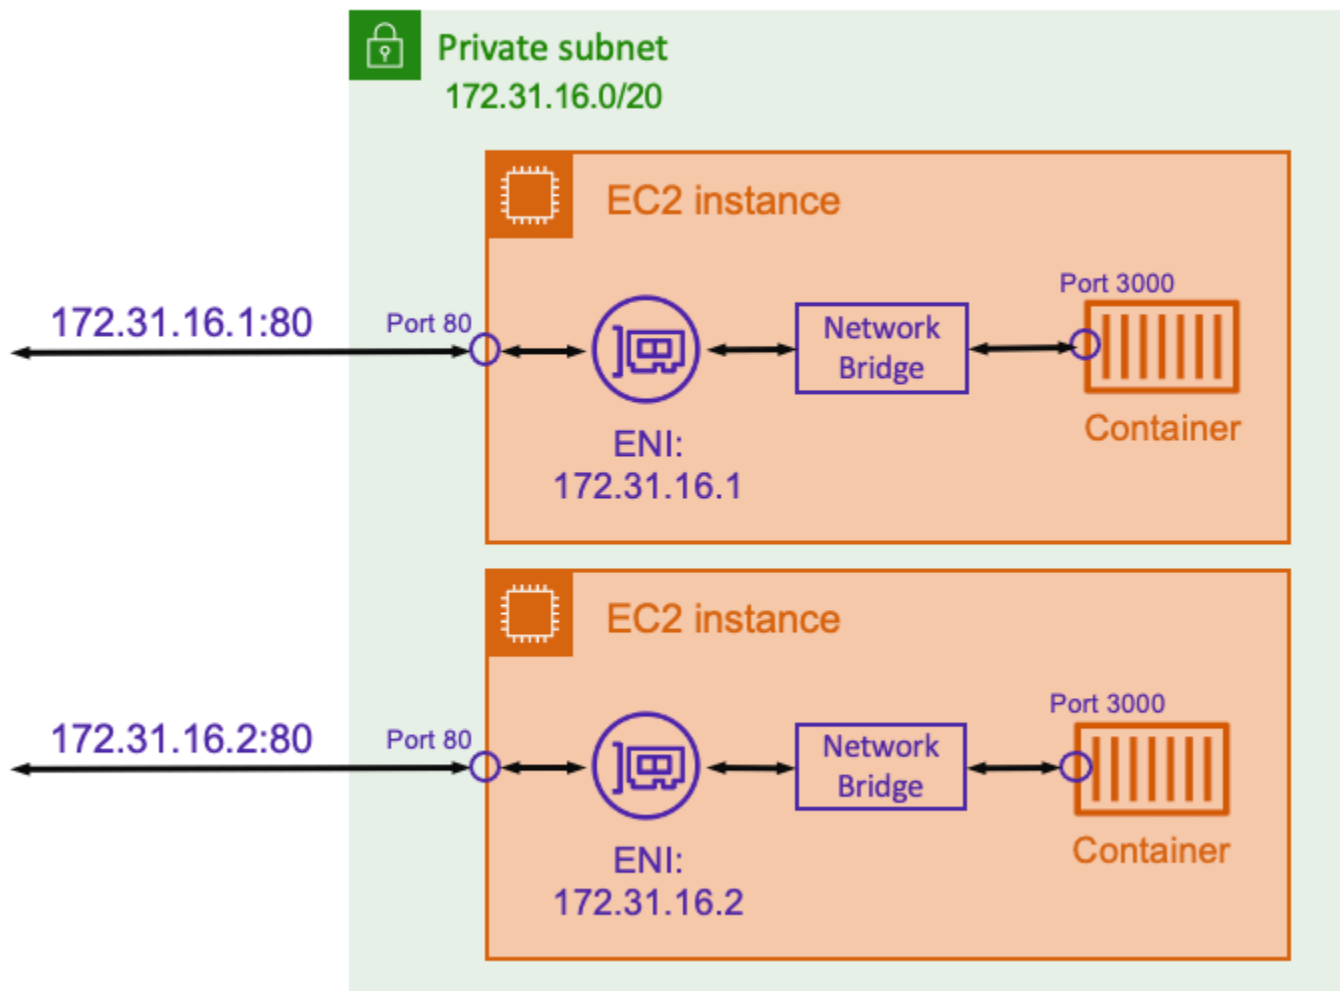 Private subnet
172.31.16.0/20
EC2 instance
172.31.16.1:80
Port 80
Network
Bridge
Port 3000
Container
ENI:
172.31.16.1
EC2 instance
172.31.16.2:80
Port 80
Network
Bridge
Port 3000
Container
ENI:
172.31.16.2